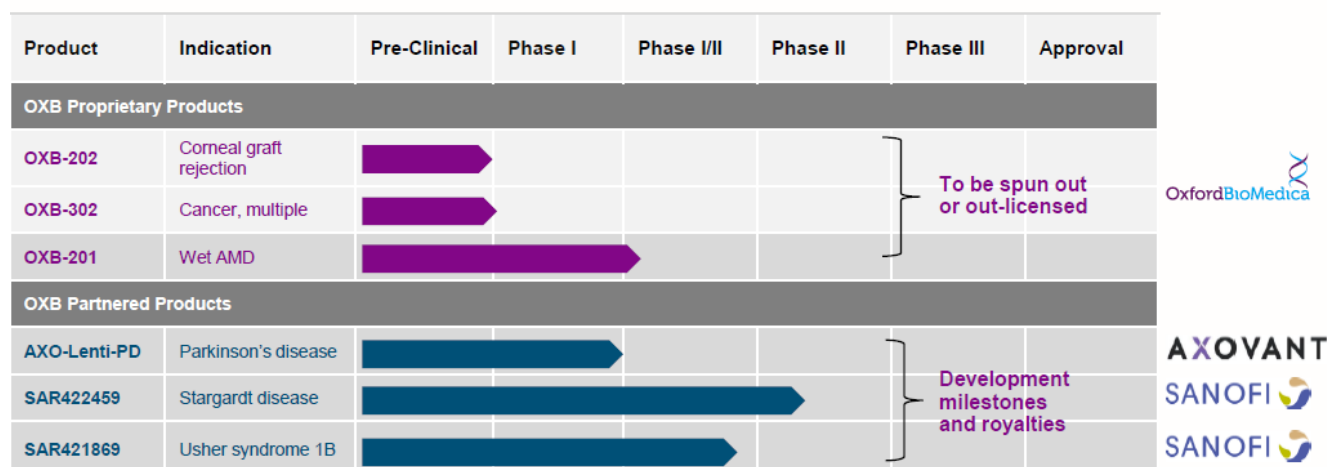 Product Indication Pre-Clinical Phase I Phase I/II Phase II Phase III Approval
OXB Proprietary Products
OXB-202 Corneal graft
rejection
OXB-302 Cancer, multiple
OXB-201 Wet AMD
To be spun out
or out-licensed
OxfordBioMedica
OXB Partnered Products
AXO-Lenti-PD Parkinson's disease
SAR422459 Stargardt disease
SAR421869 Usher syndrome 1B
Development
milestones
and royalties
AXOVANT
SANOFI
SANOFI